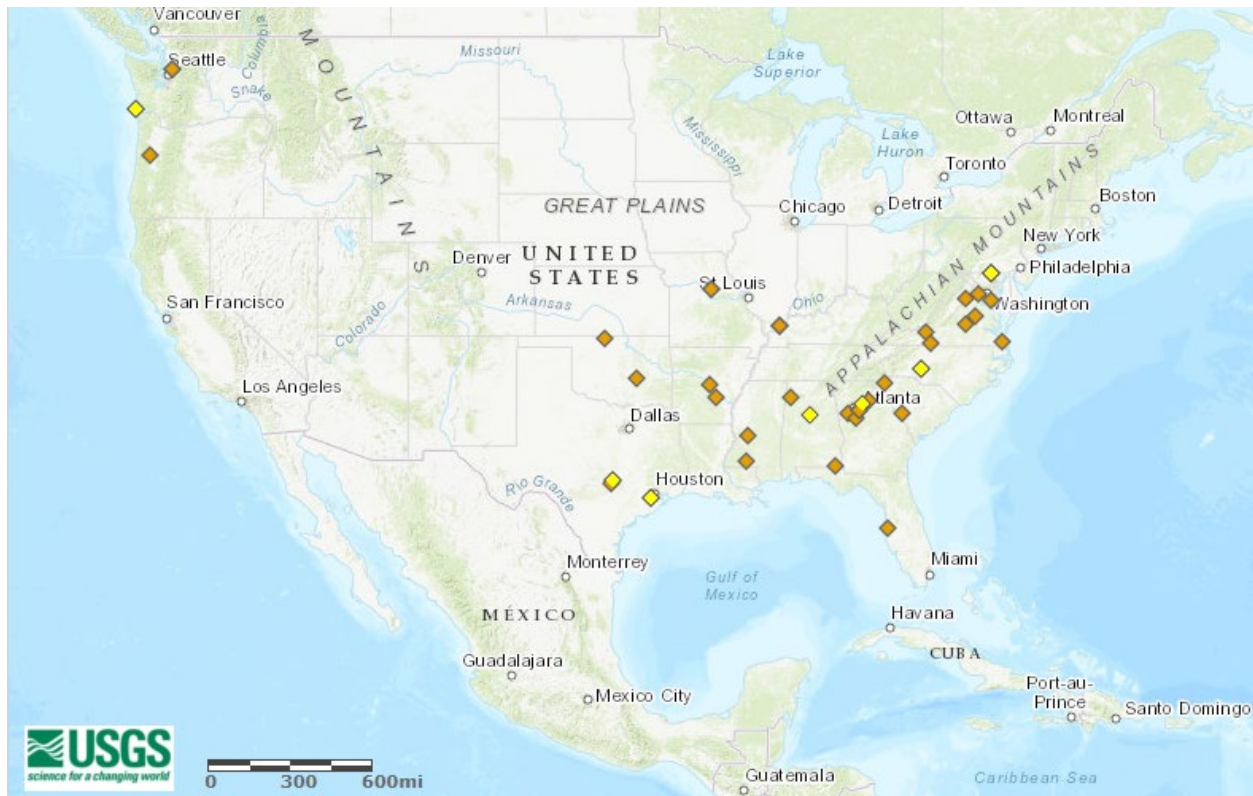 Vancouver
Seattle
Columbia
Snake
MOUNTAINS
Missouri
Lake
Superior
Mississippi
Ottawa
Montreal
Lake
Huron
Toronto
Boston
GREAT PLAINS
Chicago
Detroit
New York
Philadelphia
UNITED
STATES
Denver
St Louis
Ohio
Washington
San Francisco
Colorado
Arkansas
APPALACHIAN MOUNTAINS
Los Angeles
Atlanta
Dallas
Rio Grande
Houston
Monterrey
Gulf of
Mexico
Miami
MÉXICO
Havana
CUBA
Guadalajara
Mexico City
Port-au-
Prince
Santo Domingo
USGS
science for a changing world
0 300 600mi
Guatemala
Caribbean Sea